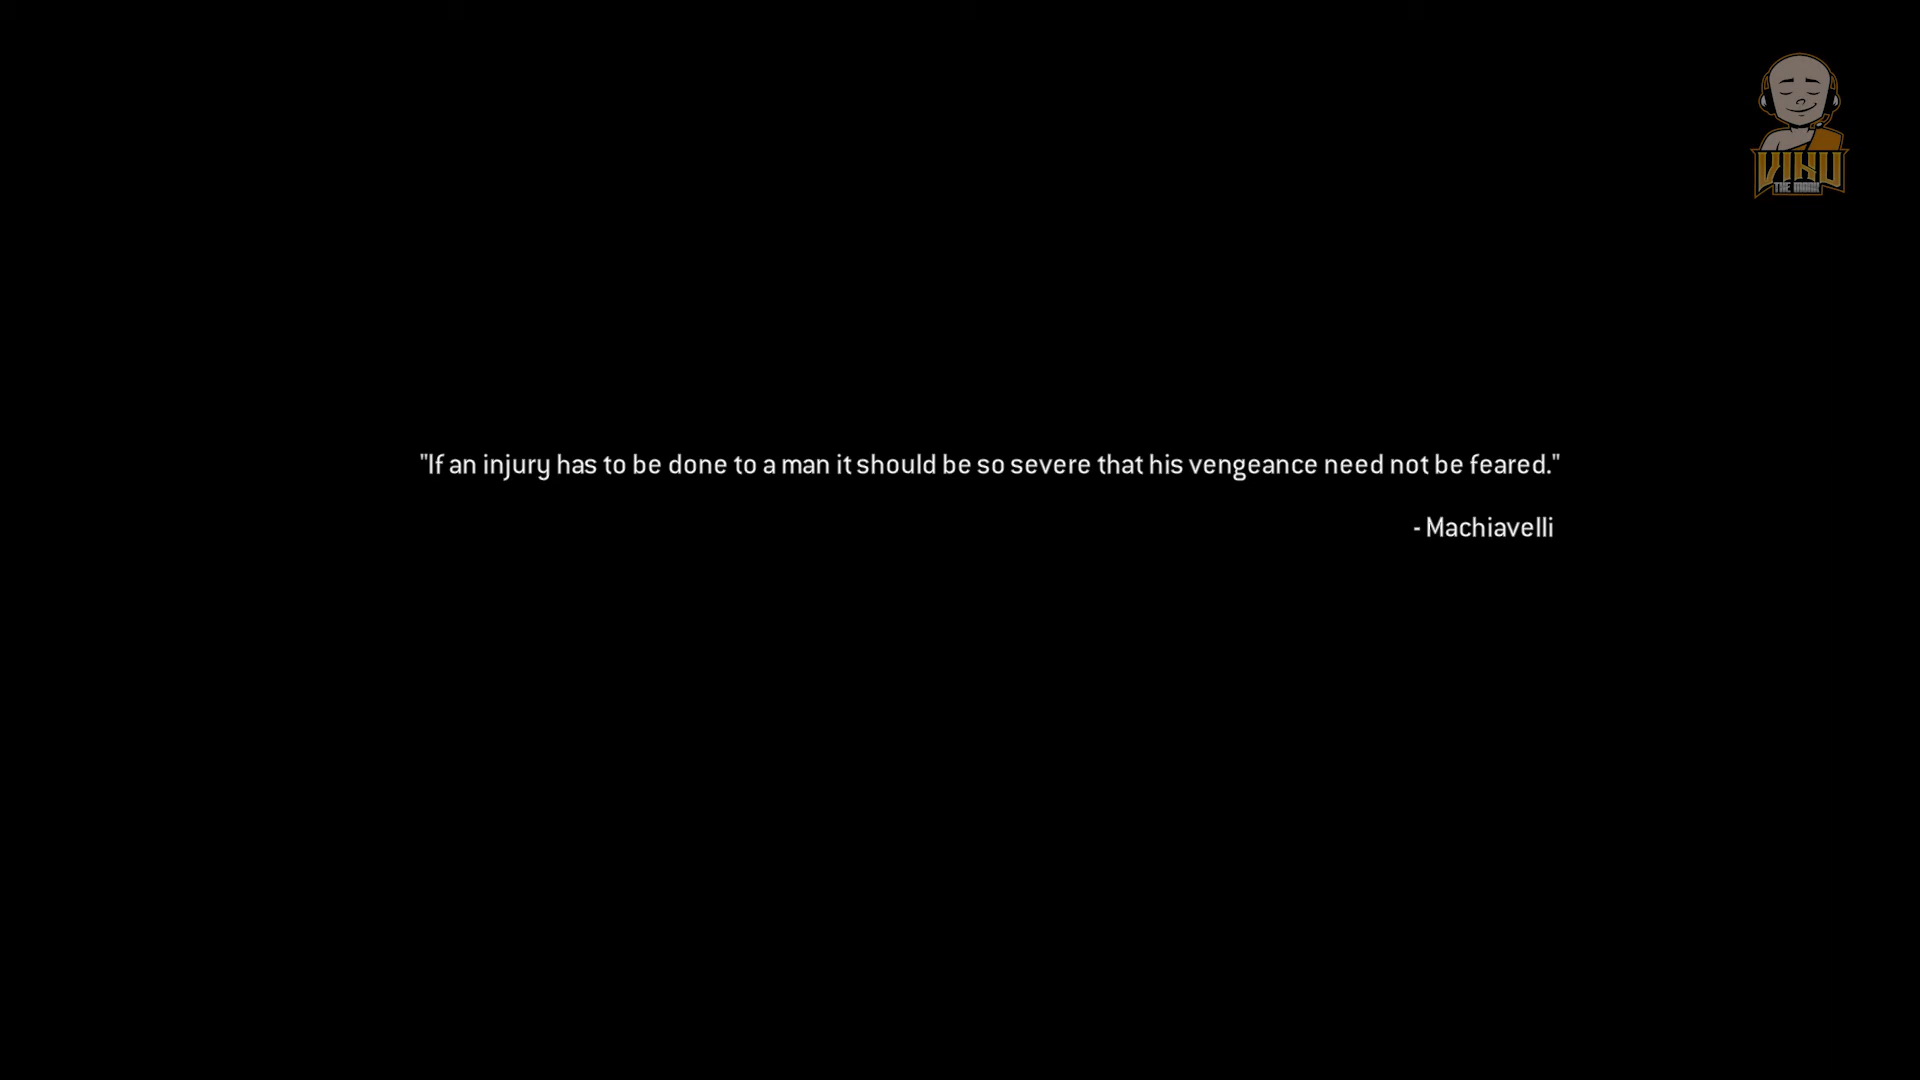 "If an injury has to be done to a man it should be so severe that his vengeance need not be feared."
- Machiavelli
VIKU
THE MONK